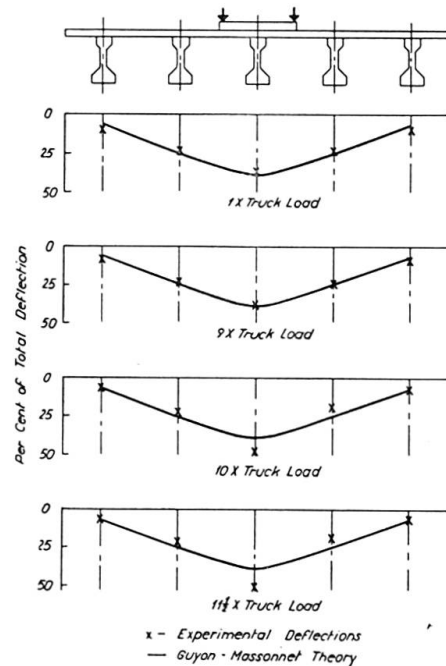 0
25
50
1 X Truck Load
0
25
50
9 X Truck Load
0
25
50
10 X Truck Load
0
25
50
11½ X Truck Load
Per Cent of Total Deflection
x - Experimental Deflections
— Guyon - Massonnet Theory